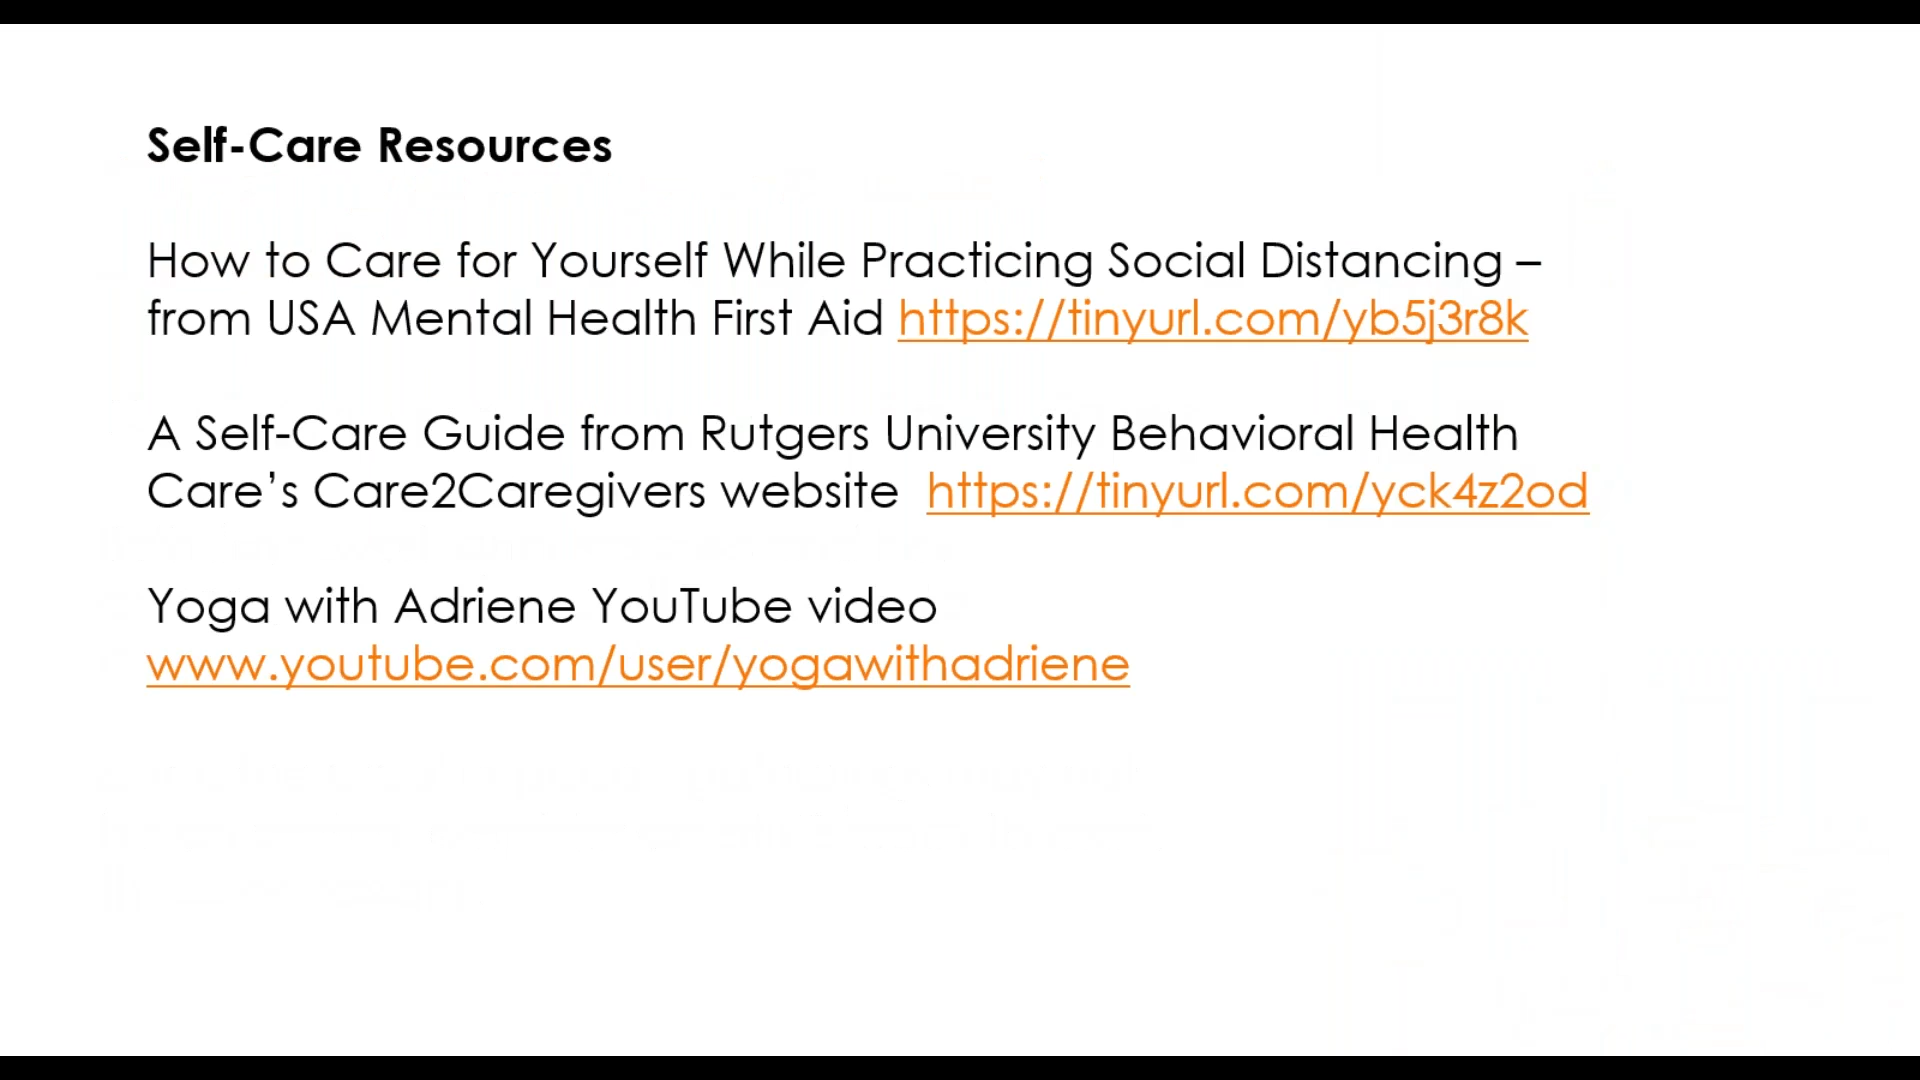 Self-Care Resources
How to Care for Yourself While Practicing Social Distancing –
from USA Mental Health First Aid https://tinyurl.com/yb5j3r8k
A Self-Care Guide from Rutgers University Behavioral Health
Care’s Care2Caregivers website  https://tinyurl.com/yck4z2od
Yoga with Adriene YouTube video
www.youtube.com/user/yogawithadriene